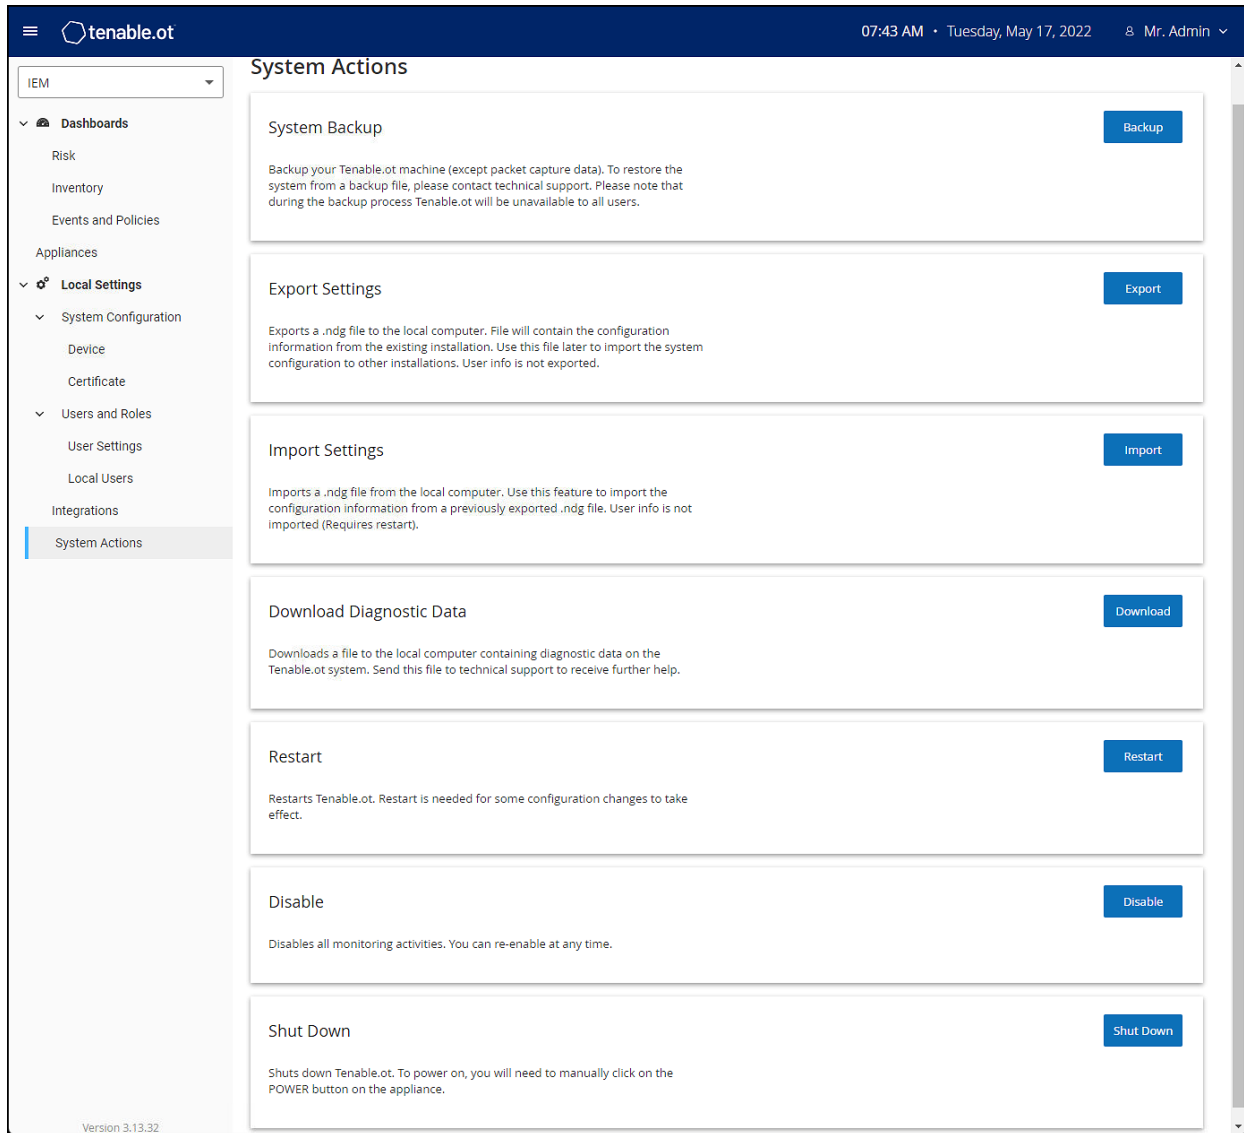 tenable.ot
07:43 AM • Tuesday, May 17, 2022
Mr. Admin
IEM
Dashboards
Risk
Inventory
Events and Policies
Appliances
Local Settings
System Configuration
Device
Certificate
Users and Roles
User Settings
Local Users
Integrations
System Actions
Version 3.13.32
System Actions
System Backup
Backup
Backup your Tenable.ot machine (except packet capture data). To restore the
system from a backup file, please contact technical support. Please note that
during the backup process Tenable.ot will be unavailable to all users.
Export Settings
Export
Exports a .ndg file to the local computer. File will contain the configuration
information from the existing installation. Use this file later to import the system
configuration to other installations. User info is not exported.
Import Settings
Import
Imports a .ndg file from the local computer. Use this feature to import the
configuration information from a previously exported .ndg file. User info is not
imported (Requires restart).
Download Diagnostic Data
Download
Downloads a file to the local computer containing diagnostic data on the
Tenable.ot system. Send this file to technical support to receive further help.
Restart
Restart
Restarts Tenable.ot. Restart is needed for some configuration changes to take
effect.
Disable
Disable
Disables all monitoring activities. You can re-enable at any time.
Shut Down
Shut Down
Shuts down Tenable.ot. To power on, you will need to manually click on the
POWER button on the appliance.